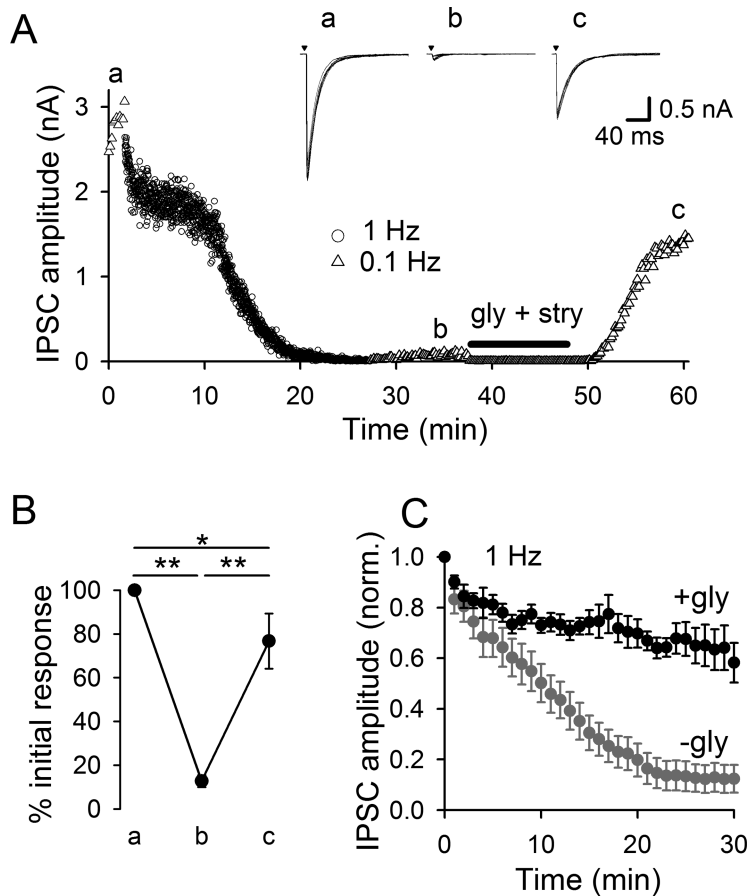 A
a
b
c
0.5 nA
40 ms
IPSC amplitude (nA)
3
2
1
0
a
○ 1 Hz
△ 0.1 Hz
b
gly + stry
c
0 10 20 30 40 50 60
Time (min)
B
*
** **
% initial response
100
80
60
40
20
0
a b c
C
IPSC amplitude (norm.)
1.0
0.8
0.6
0.4
0.2
0.0
1 Hz
+gly
-gly
0 10 20 30
Time (min)